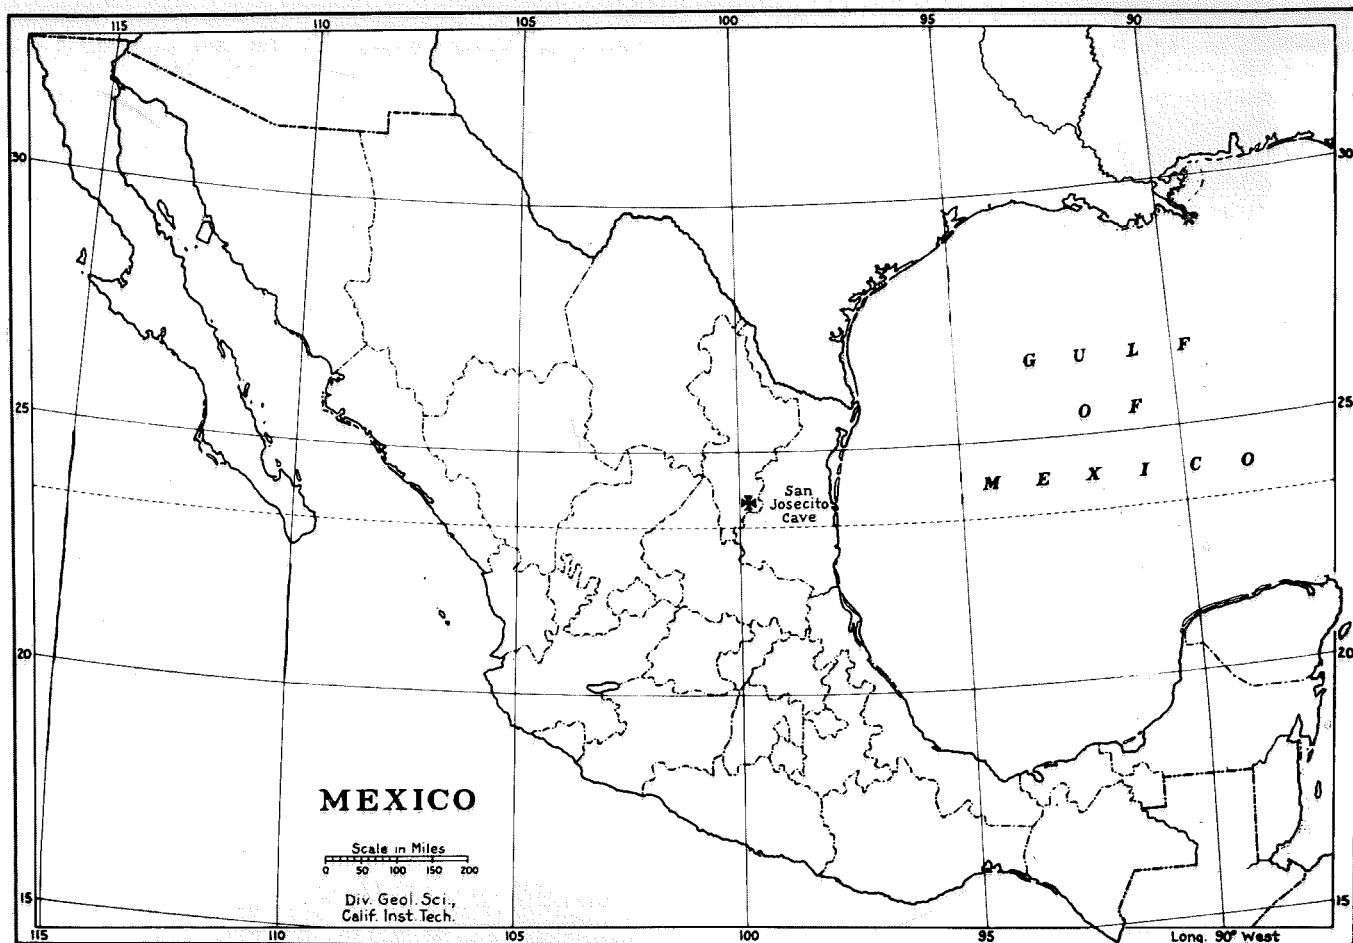 115 110 105 100 95 90
30 30
G U L F
O F
25 25
M E X I C O
San
Josecito
Cave
20 20
MEXICO
Scale in Miles
0 50 100 150 200
Div. Geol. Sci.,
Calif. Inst. Tech.
15 15
115 110 105 100 95 Long. 90° West